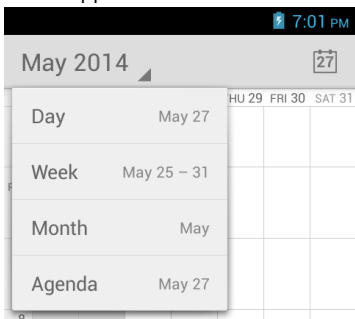 7:01 PM
May 2014
27
HU 29 FRI 30 SAT 31
Day May 27
Week May 25 – 31
Month May
Agenda May 27